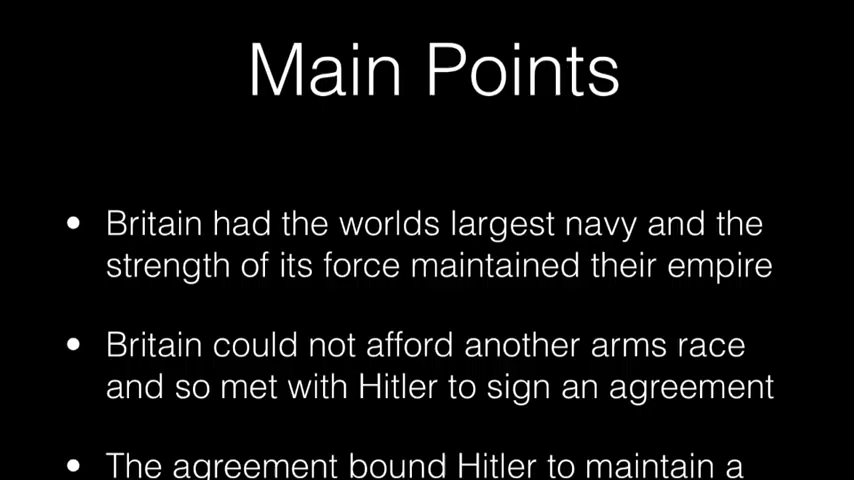 Main Points
• Britain had the worlds largest navy and the
strength of its force maintained their empire
• Britain could not afford another arms race
and so met with Hitler to sign an agreement
• The agreement bound Hitler to maintain a